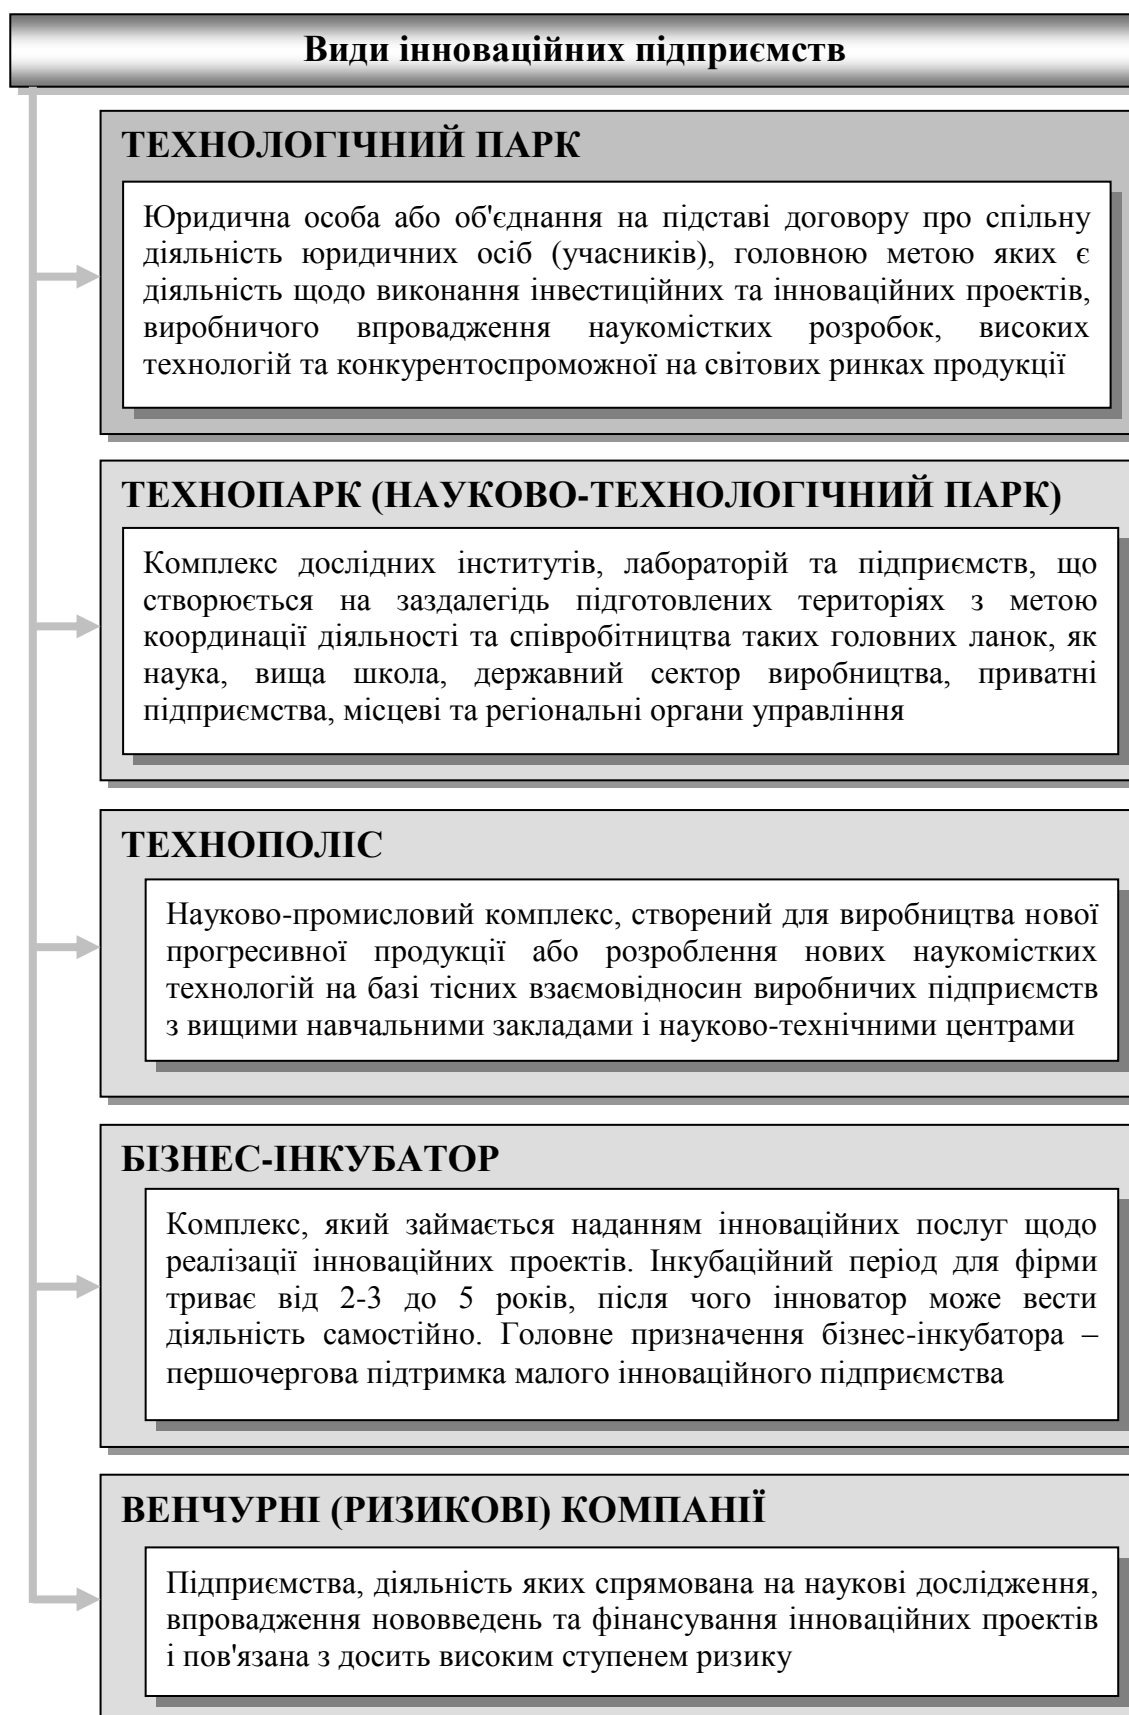 Види інноваційних підприємств
ТЕХНОЛОГІЧНИЙ ПАРК
Юридична особа або об'єднання на підставі договору про спільну
діяльність юридичних осіб (учасників), головною метою яких є
діяльність щодо виконання інвестиційних та інноваційних проектів,
виробничого впровадження наукомістких розробок, високих
технологій та конкурентоспроможної на світових ринках продукції
ТЕХНОПАРК (НАУКОВО-ТЕХНОЛОГІЧНИЙ ПАРК)
Комплекс дослідних інститутів, лабораторій та підприємств, що
створюється на заздалегідь підготовлених територіях з метою
координації діяльності та співробітництва таких головних ланок, як
наука, вища школа, державний сектор виробництва, приватні
підприємства, місцеві та регіональні органи управління
ТЕХНОПОЛІС
Науково-промисловий комплекс, створений для виробництва нової
прогресивної продукції або розроблення нових наукомістких
технологій на базі тісних взаємовідносин виробничих підприємств
з вищими навчальними закладами і науково-технічними центрами
БІЗНЕС-ІНКУБАТОР
Комплекс, який займається наданням інноваційних послуг щодо
реалізації інноваційних проектів. Інкубаційний період для фірми
триває від 2-3 до 5 років, після чого інноватор може вести
діяльність самостійно. Головне призначення бізнес-інкубатора –
першочергова підтримка малого інноваційного підприємства
ВЕНЧУРНІ (РИЗИКОВІ) КОМПАНІЇ
Підприємства, діяльність яких спрямована на наукові дослідження,
впровадження нововведень та фінансування інноваційних проектів
і пов'язана з досить високим ступенем ризику